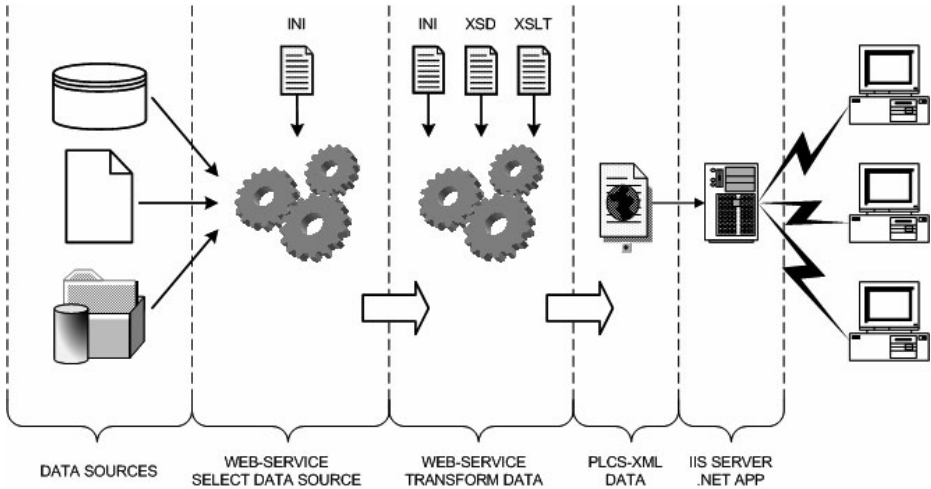 INI
INI XSD XSLT
DATA SOURCES
WEB-SERVICE
SELECT DATA SOURCE
WEB-SERVICE
TRANSFORM DATA
PLCS-XML
DATA
IIS SERVER
.NET APP